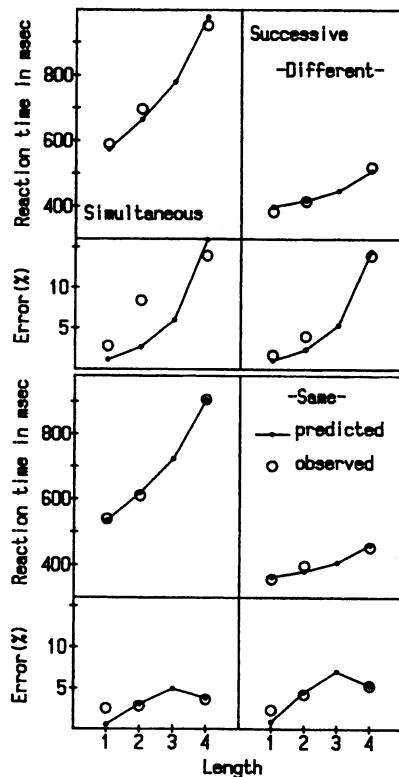 Successive
-Different-
Reaction time in msec
800
600
400
Simultaneous
Error(%)
10
5
Reaction time in msec
800
600
400
-Same-
predicted
observed
Error(%)
10
5
1 2 3 4 1 2 3 4
Length